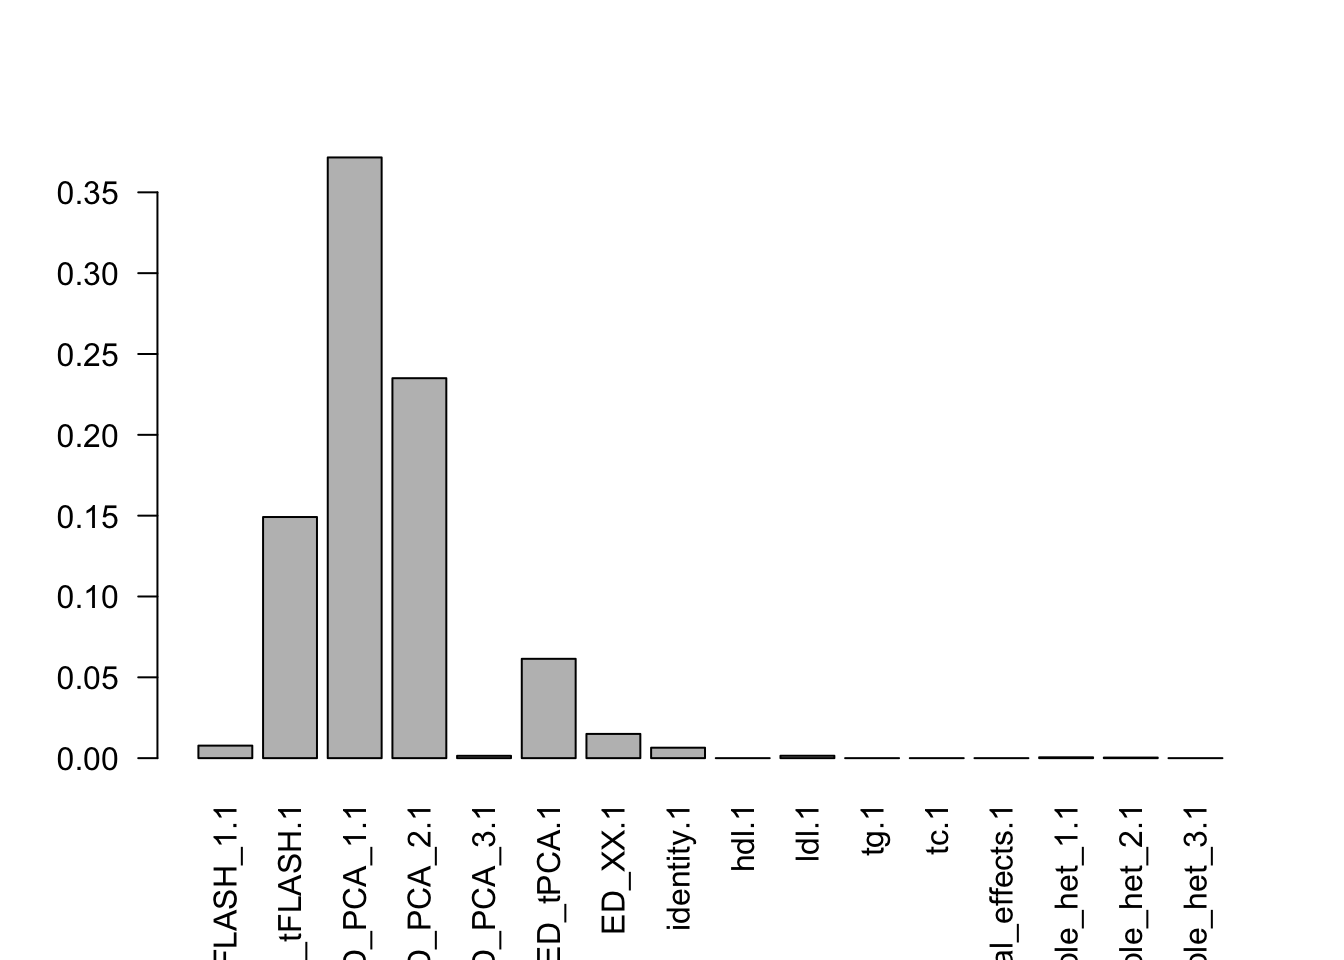 0.35
0.30
0.25
0.20
0.15
0.10
0.05
0.00
FLASH_1.1
_tFLASH.1
D_PCA_1.1
D_PCA_2.1
D_PCA_3.1
ED_tPCA.1
ED_XX.1
identity.1
hdl.1
ldl.1
tg.1
tc.1
al_effects.1
ple_het_1.1
ple_het_2.1
ple_het_3.1